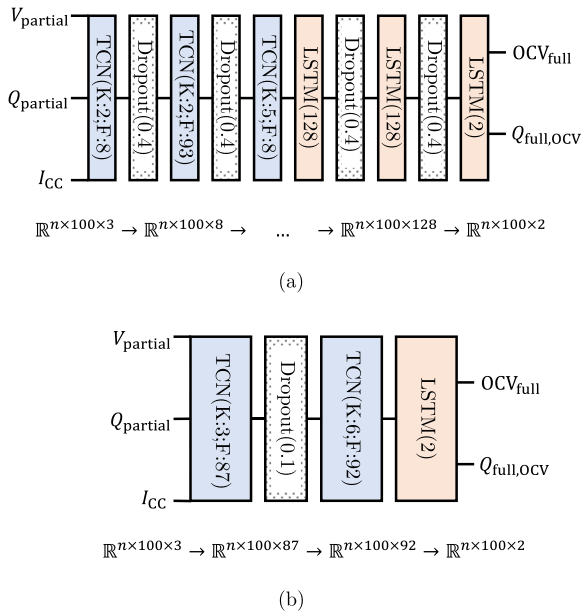 V_partial
Q_partial
I_CC
TCN(K:2;F:8)
Dropout(0.4)
TCN(K:2;F:93)
Dropout(0.4)
TCN(K:5;F:8)
LSTM(128)
Dropout(0.4)
LSTM(128)
Dropout(0.4)
LSTM(2)
OCV_full
Q_full,OCV
ℝ^{n×100×3} → ℝ^{n×100×8} → ... → ℝ^{n×100×128} → ℝ^{n×100×2}
(a)
V_partial
Q_partial
I_CC
TCN(K:3;F:87)
Dropout(0.1)
TCN(K:6;F:92)
LSTM(2)
OCV_full
Q_full,OCV
ℝ^{n×100×3} → ℝ^{n×100×87} → ℝ^{n×100×92} → ℝ^{n×100×2}
(b)